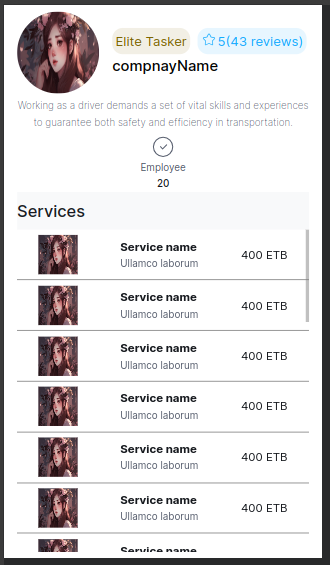 Elite Tasker
5(43 reviews)
compnayName
Working as a driver demands a set of vital skills and experiences
to guarantee both safety and efficiency in transportation.
Employee
20
Services
Service name
Ullamco laborum
400 ETB
Service name
Ullamco laborum
400 ETB
Service name
Ullamco laborum
400 ETB
Service name
Ullamco laborum
400 ETB
Service name
Ullamco laborum
400 ETB
Service name
Ullamco laborum
400 ETB
Service name